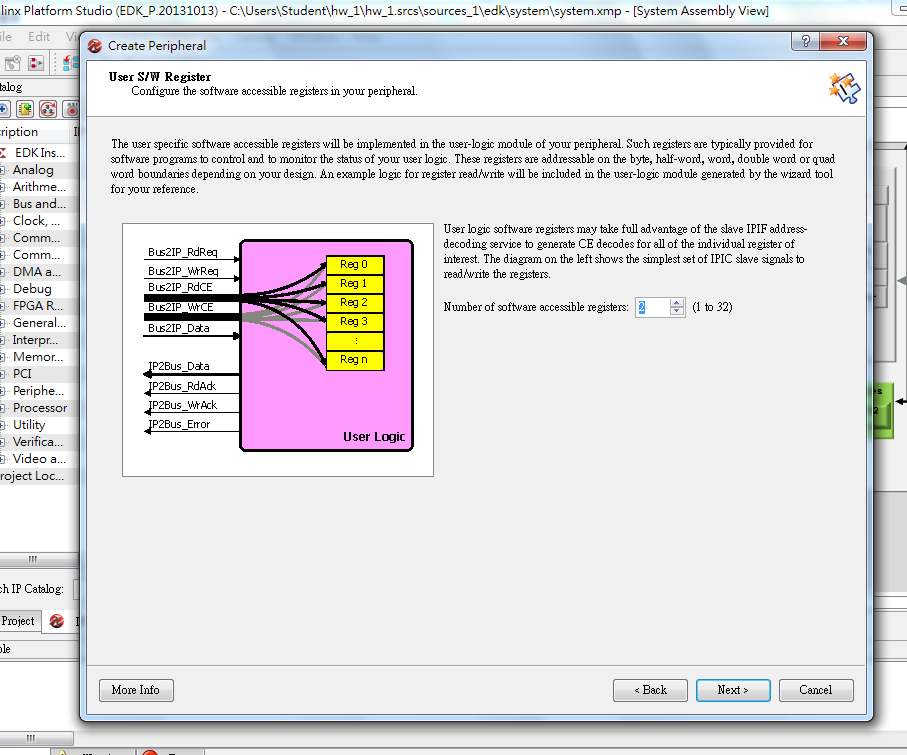 linx Platform Studio (EDK_P.20131013) - C:\Users\Student\hw_1\hw_1.srcs\sources_1\edk\system\system.xmp - [System Assembly View]
ile Edit Vi
Create Peripheral
User S/W Register
Configure the software accessible registers in your peripheral.
The user specific software accessible registers will be implemented in the user-logic module of your peripheral. Such registers are typically provided for
software programs to control and to monitor the status of your user logic. These registers are addressable on the byte, half-word, word, double word or quad
word boundaries depending on your design. An example logic for register read/write will be included in the user-logic module generated by the wizard tool
for your reference.
Bus2IP_RdReq
Bus2IP_WrReq
Bus2IP_RdCE
Bus2IP_WrCE
Bus2IP_Data
IP2Bus_Data
IP2Bus_RdAck
IP2Bus_WrAck
IP2Bus_Error
Reg 0
Reg 1
Reg 2
Reg 3
:
Reg n
User Logic
User logic software registers may take full advantage of the slave IPIF address-
decoding service to generate CE decodes for all of the individual register of
interest. The diagram on the left shows the simplest set of IPIC slave signals to
read/write the registers.
Number of software accessible registers: 2 (1 to 32)
More Info
< Back
Next >
Cancel
talog
ription
EDK Ins...
Analog
Arithme...
Bus and...
Clock, ...
Comm...
Comm...
DMA a...
Debug
FPGA R...
General...
Interpr...
Memor...
PCI
Periphe...
Processor
Utility
Verifica...
Video a...
roject Loc...
ch IP Catalog:
Project
ole